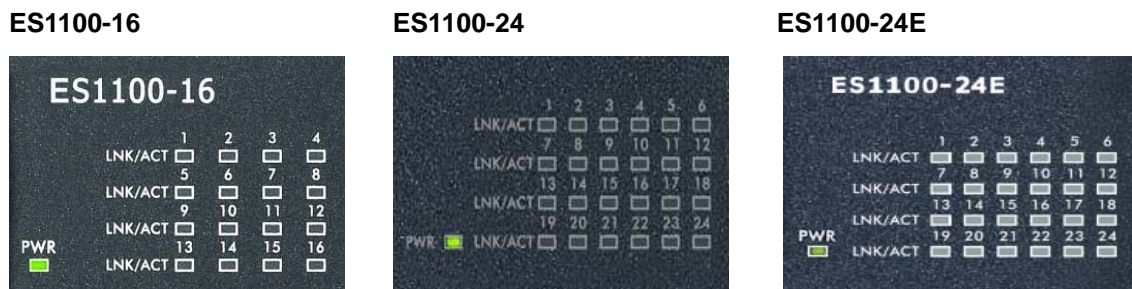 ES1100-16
ES1100-16
1 2 3 4
LNK/ACT
5 6 7 8
LNK/ACT
9 10 11 12
LNK/ACT
PWR 13 14 15 16
LNK/ACT
ES1100-24
1 2 3 4 5 6
LNK/ACT
7 8 9 10 11 12
LNK/ACT
13 14 15 16 17 18
LNK/ACT
19 20 21 22 23 24
PWR LNK/ACT
ES1100-24E
ES1100-24E
1 2 3 4 5 6
LNK/ACT
7 8 9 10 11 12
LNK/ACT
13 14 15 16 17 18
LNK/ACT
PWR 19 20 21 22 23 24
LNK/ACT